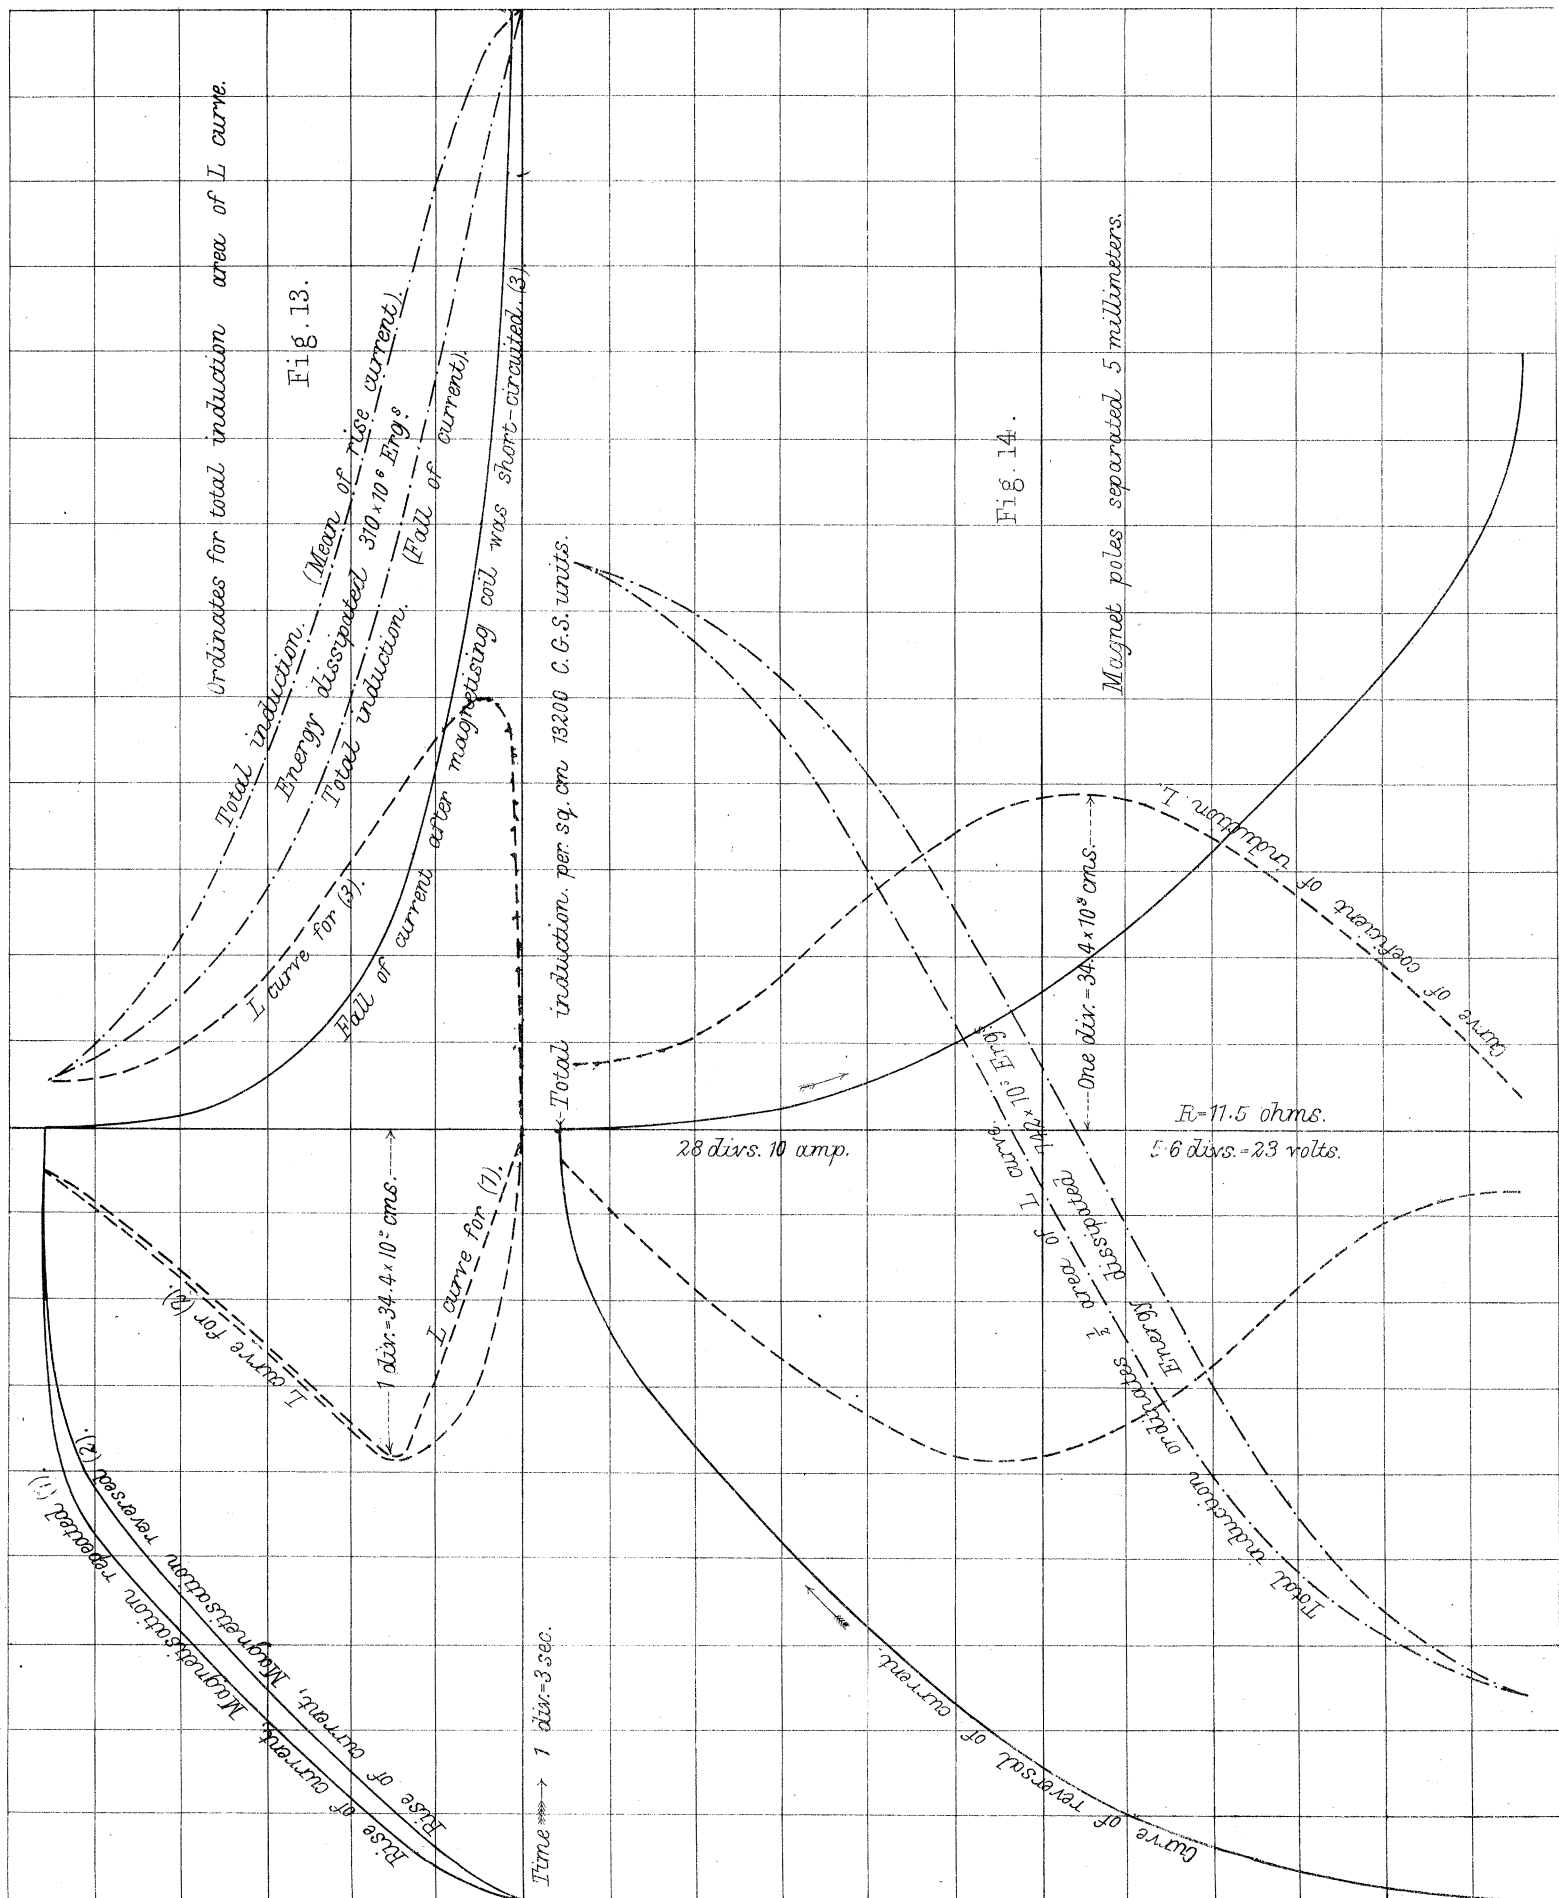 Ordinates for total induction area of L curve.
Fig. 13.
Total induction. (Mean of rise current).
Energy dissipated 310 × 10⁶ Ergˢ
Total induction. (Fall of current).
L curve for (3).
Fall of current after magnetising coil was short-circuited. (3)
L curve for (2).
1 div. = 34.4 × 10⁹ cms.
L curve for (1).
Rise of current, Magnetisation repeated (1).
Rise of current, Magnetisation reversed (2).
Time 1 div. = 3 sec.
Total induction. per. sq. cm 13200 C.G.S. units.
Fig. 14.
Magnet poles separated 5 millimeters.
Curve of coefficient of induction. L.
One div. = 34.4 × 10⁹ cms.
28 divs. 10 amp.
R = 11.5 ohms.
5.6 divs. = 23 volts.
Total induction ordinates ½ area of L curve.
Energy dissipated Ergˢ
Curve of reversal of current.